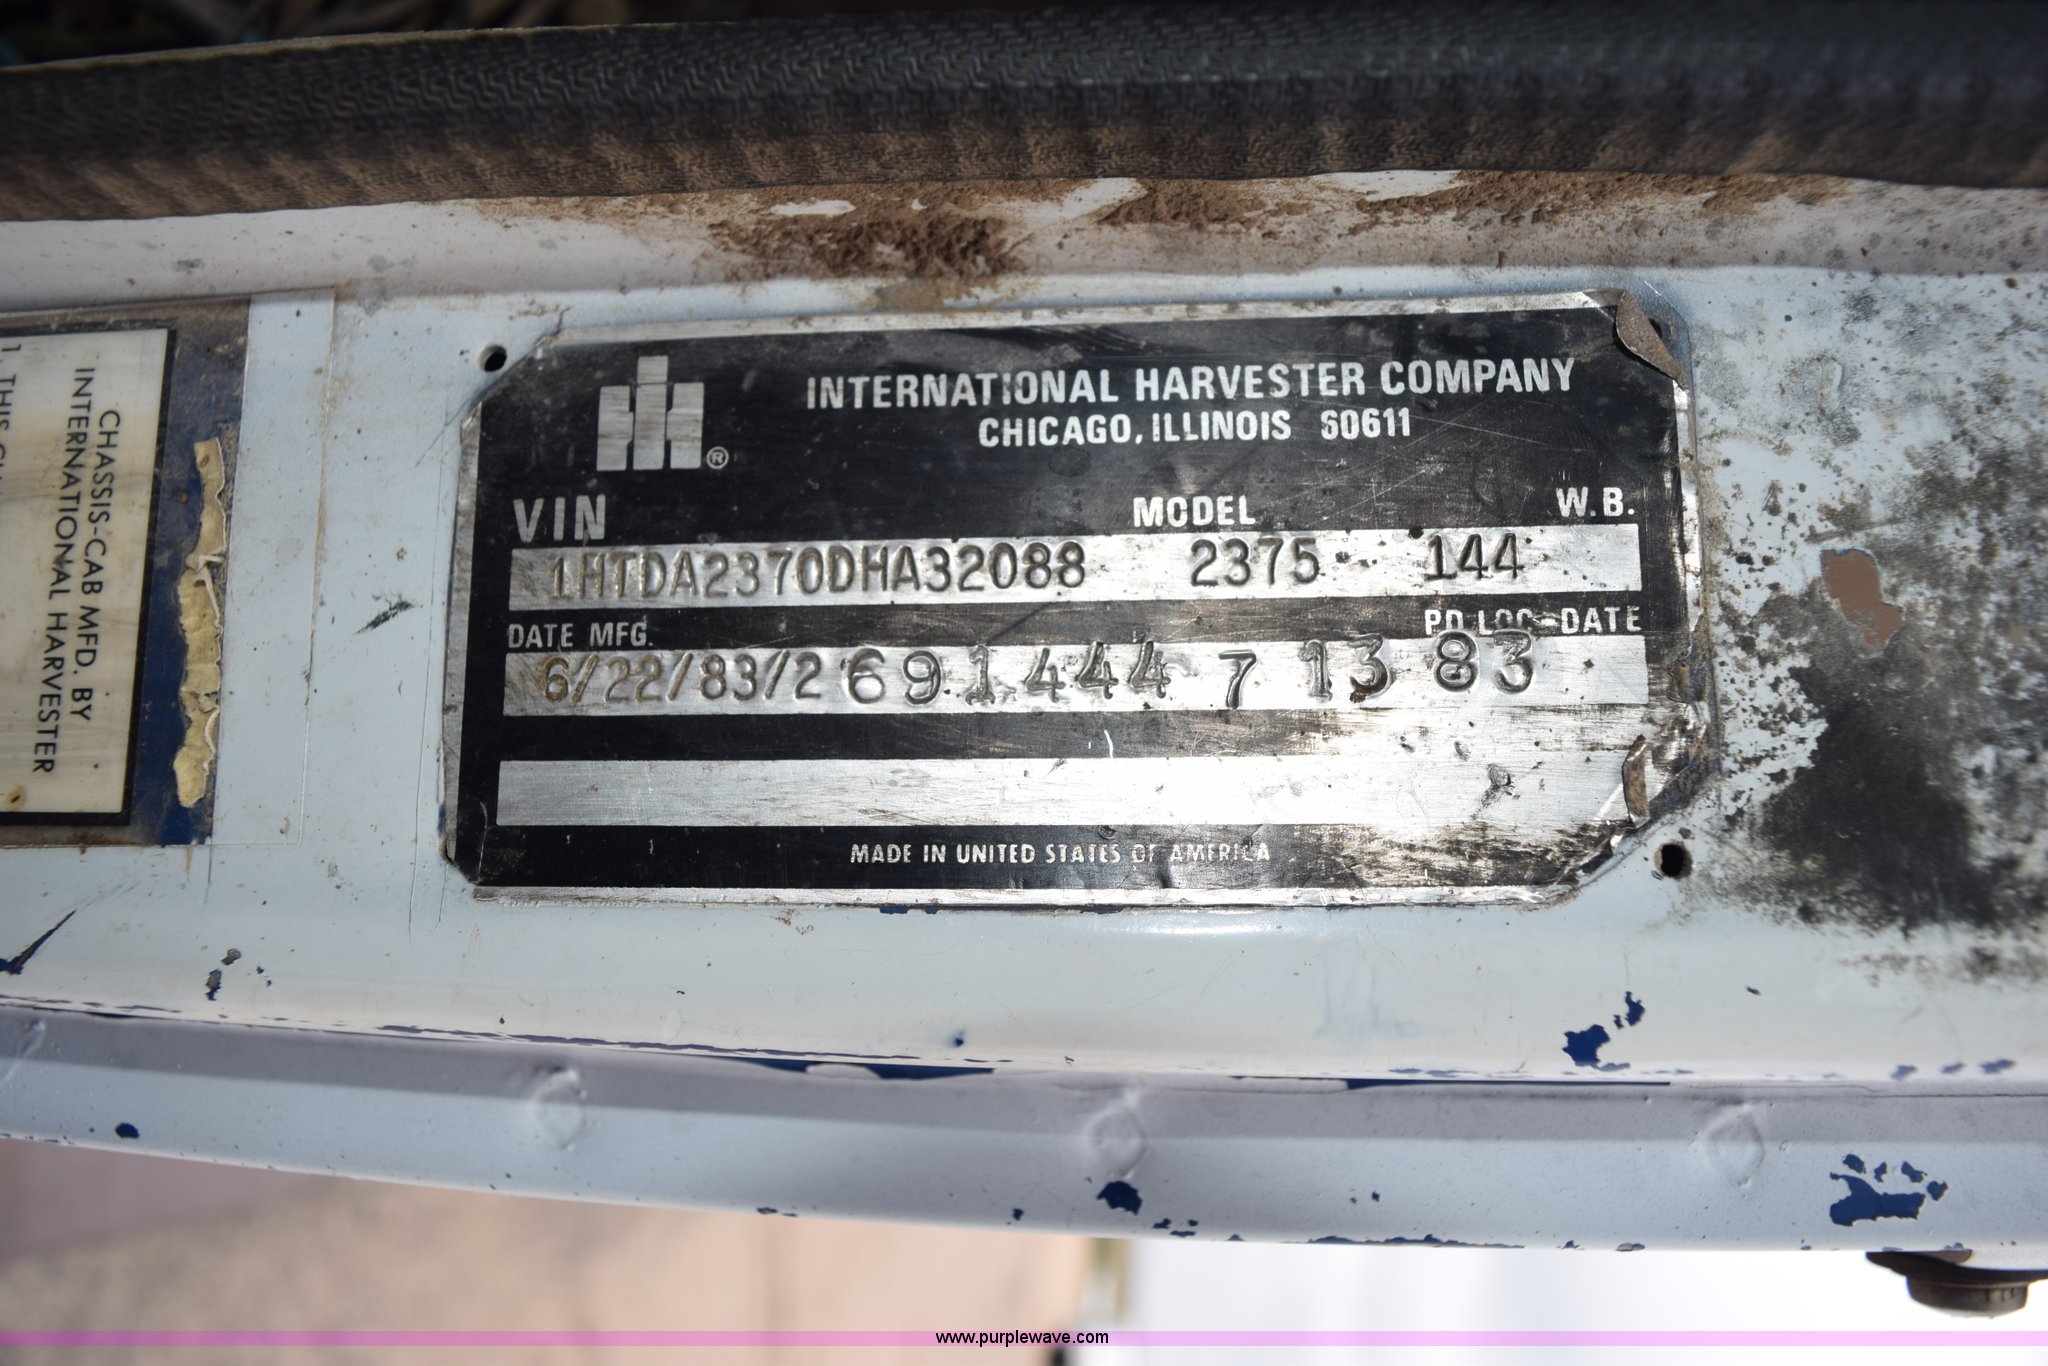 INTERNATIONAL HARVESTER COMPANY
CHICAGO, ILLINOIS 60611
VIN MODEL W.B.
1HTDA2370DHA32088 2375 144
DATE MFG. PD LOC-DATE
6/22/83/2 691444 7 13 83
MADE IN UNITED STATES OF AMERICA
CHASSIS-CAB MFD. BY
INTERNATIONAL HARVESTER
1. THIS
www.purplewave.com